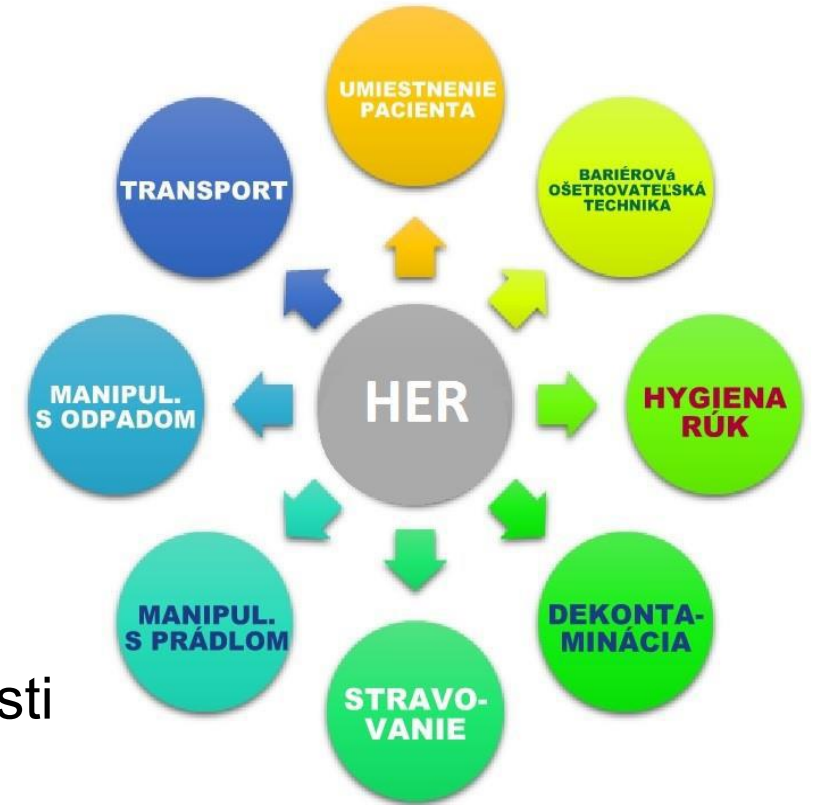 UMIESTNENIE
PACIENTA
BARIÉROVá
OŠETROVATEĽSKÁ
TECHNIKA
HYGIENA
RÚK
DEKONTA-
MINÁCIA
STRAVO-
VANIE
MANIPUL.
S PRÁDLOM
MANIPUL.
S ODPADOM
TRANSPORT
HER
sti